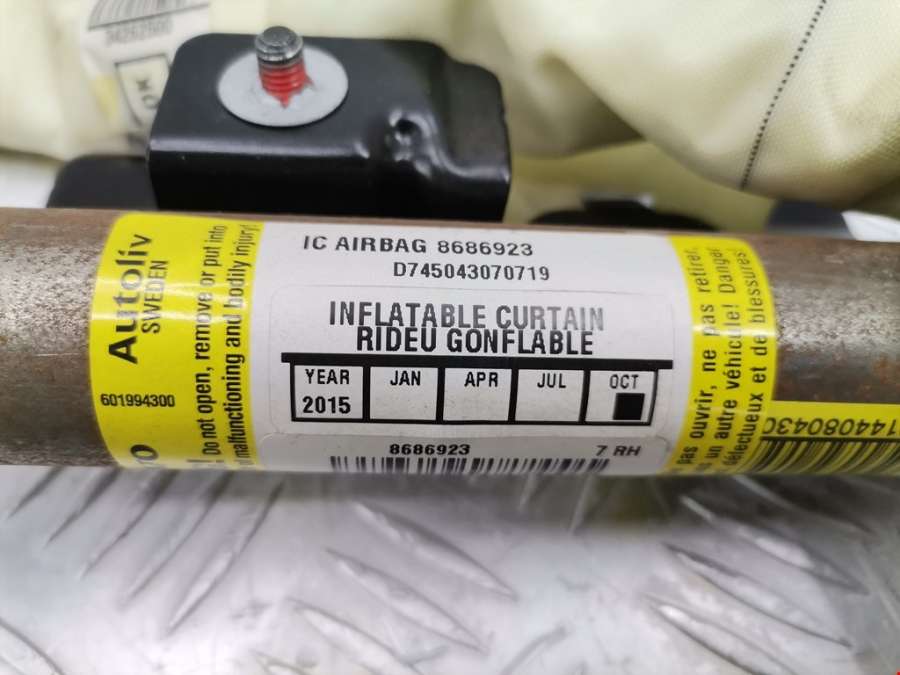 34262600
Autoliv
SWEDEN
601994300
Do not open, remove or put into
malfunctioning and bodily injury!
IC AIRBAG 8686923
D745043070719
INFLATABLE CURTAIN
RIDEU GONFLABLE
YEAR JAN APR JUL OCT
2015
8686923 7 RH
pas ouvrir, ne pas retirer,
un autre véhicule! Danger
défectueux et de blessures